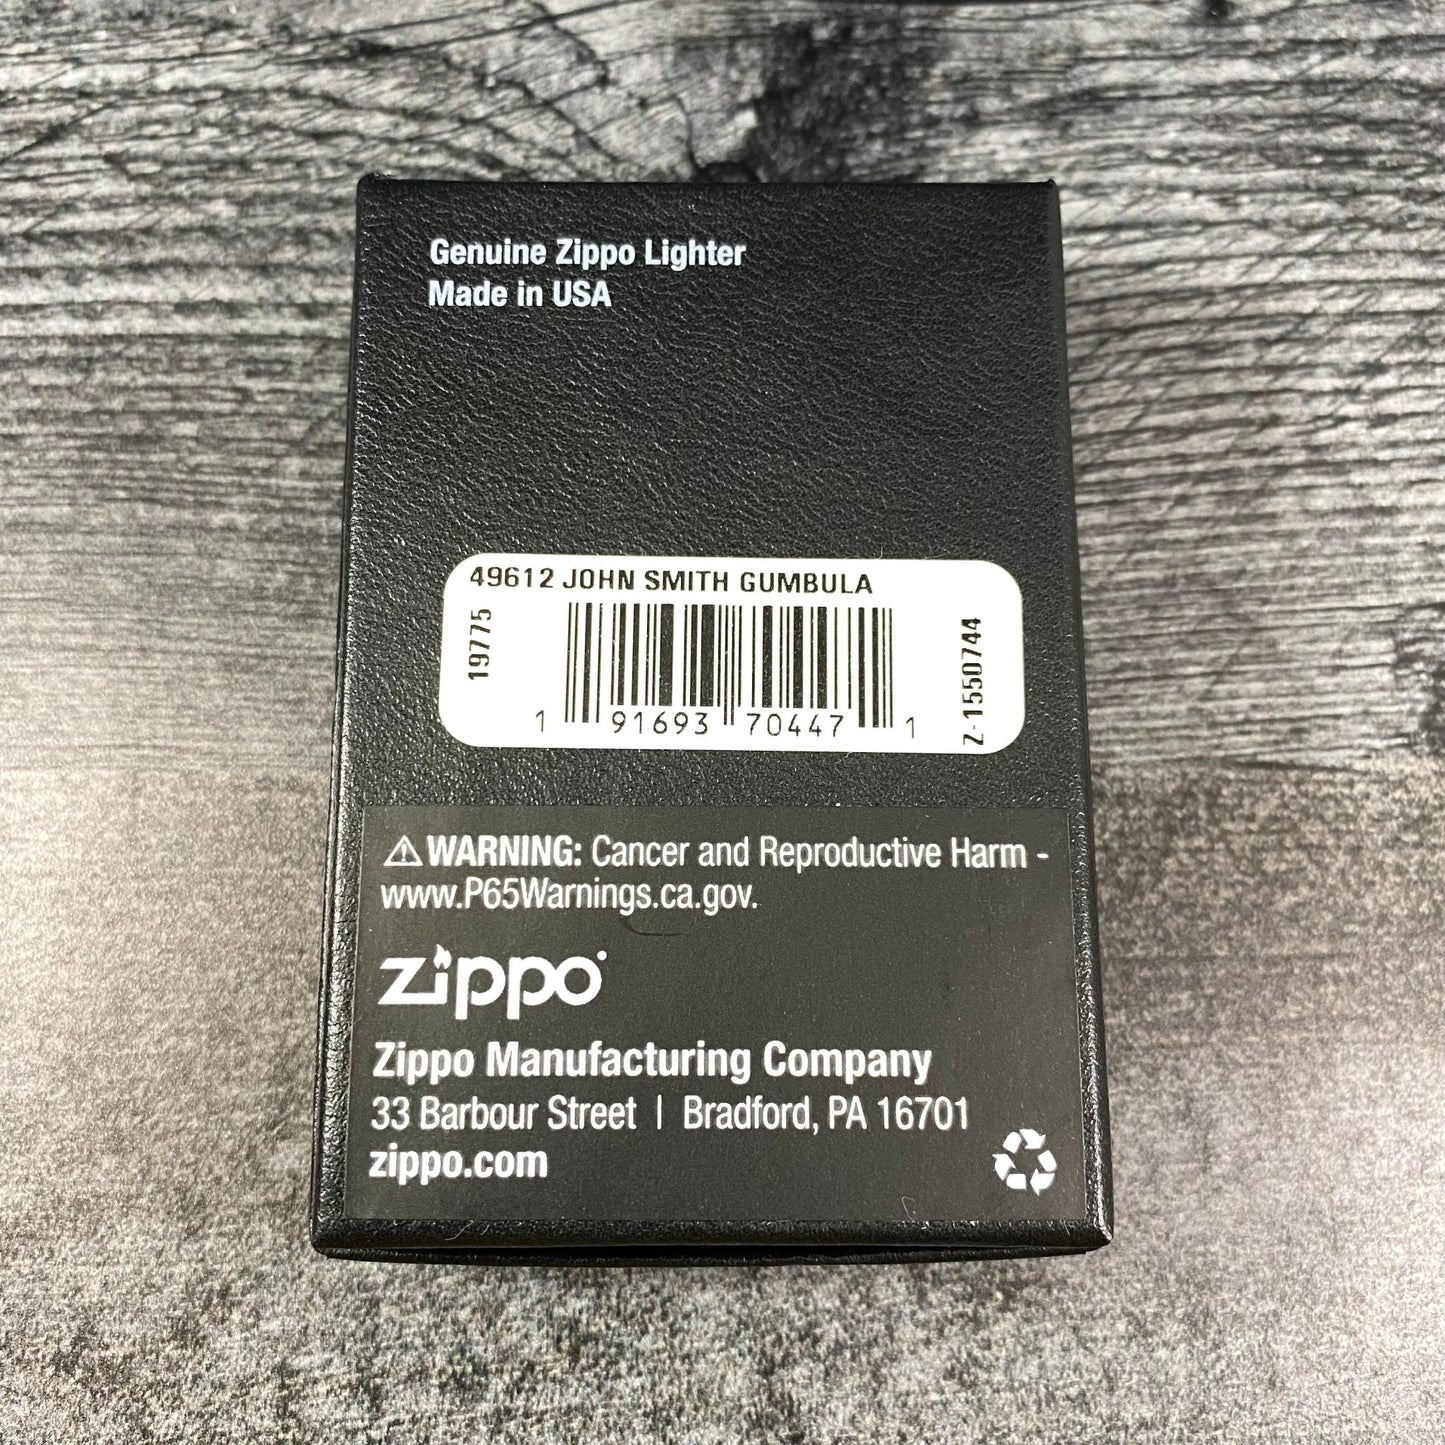 Genuine Zippo Lighter
Made in USA
49612 JOHN SMITH GUMBULA
19775
1 91693 70447 1
Z-1550744
⚠WARNING: Cancer and Reproductive Harm -
www.P65Warnings.ca.gov.
zippo
Zippo Manufacturing Company
33 Barbour Street | Bradford, PA 16701
zippo.com